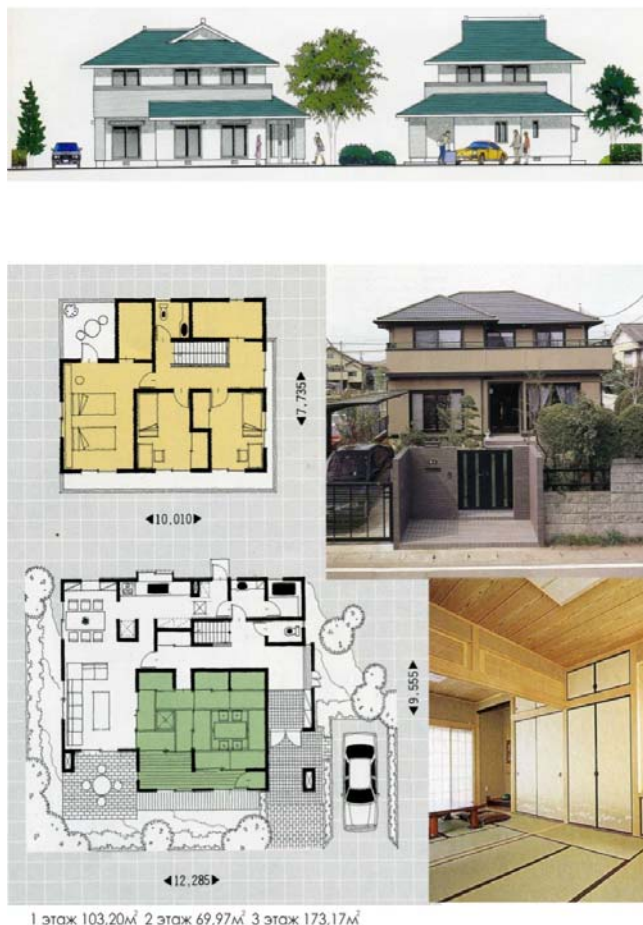 ◀7,735▶
◀10,010▶
◀9,555▶
◀12,285▶
1 этаж 103.20м² 2 этаж 69.97м² 3 этаж 173.17м²